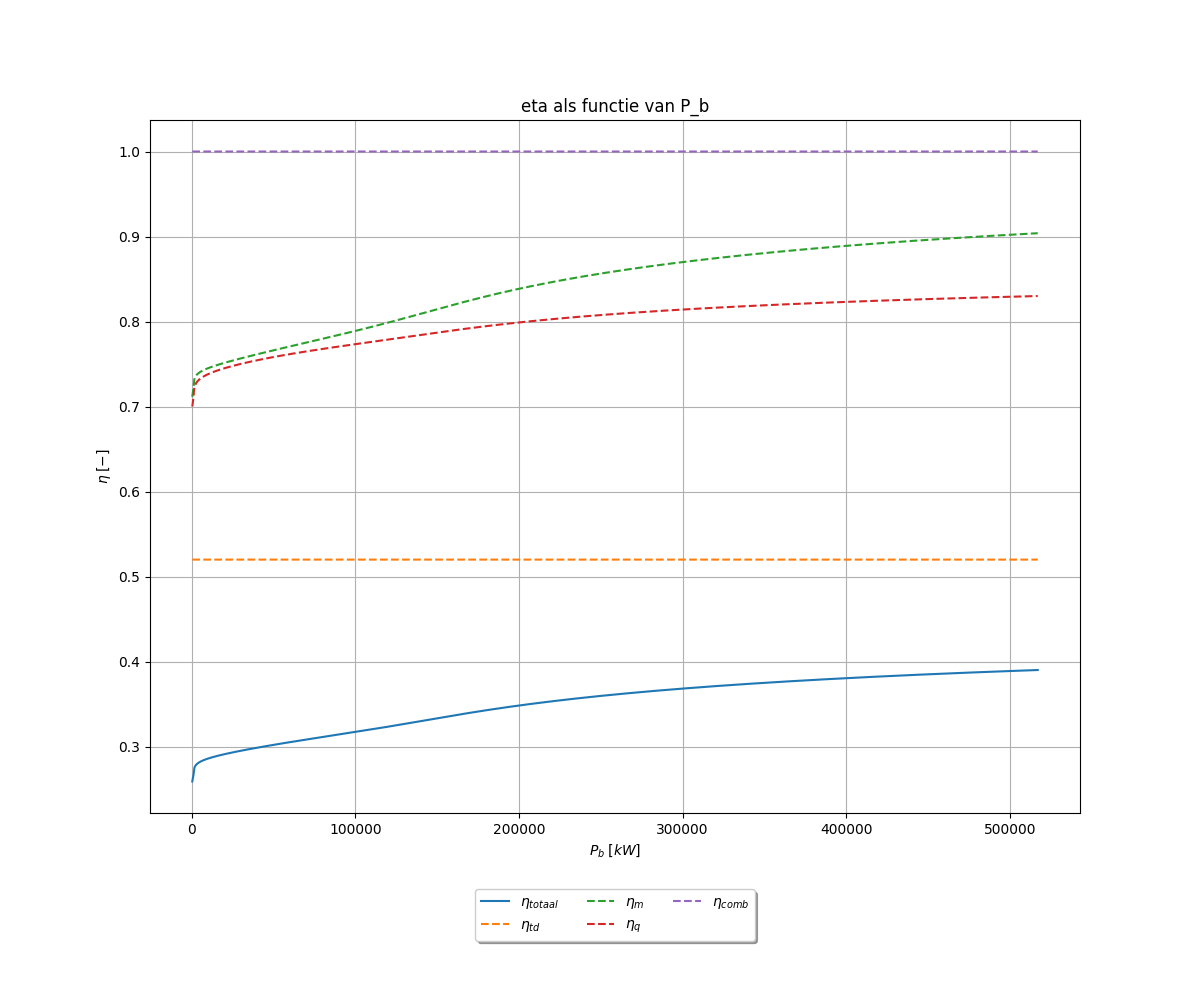 eta als functie van P_b
1.0
0.9
0.8
0.7
0.6
0.5
0.4
0.3
η [−]
0 100000 200000 300000 400000 500000
P_b [kW]
η_totaal η_m η_comb
η_td η_q